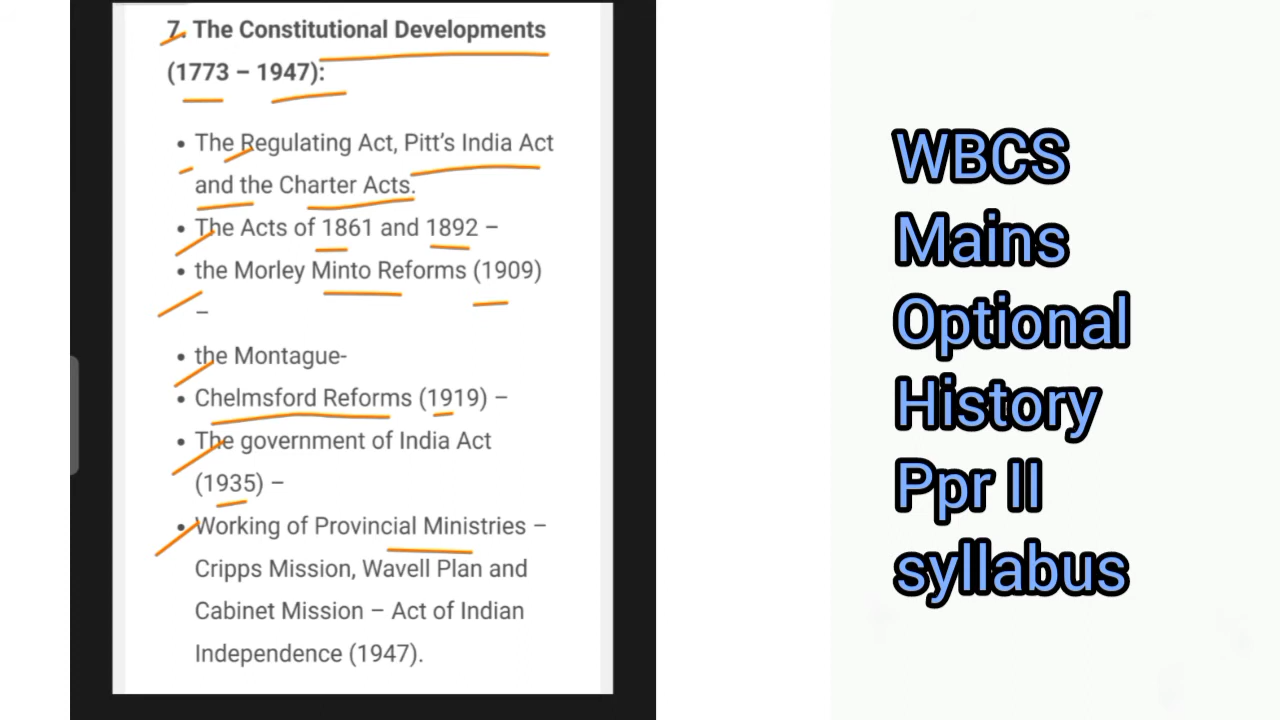 7. The Constitutional Developments
(1773 – 1947):
• The Regulating Act, Pitt's India Act
and the Charter Acts.
• The Acts of 1861 and 1892 –
• the Morley Minto Reforms (1909)
–
• the Montague-
• Chelmsford Reforms (1919) –
• The government of India Act
(1935) –
• Working of Provincial Ministries –
Cripps Mission, Wavell Plan and
Cabinet Mission – Act of Indian
Independence (1947).
WBCS
Mains
Optional
History
Ppr II
syllabus